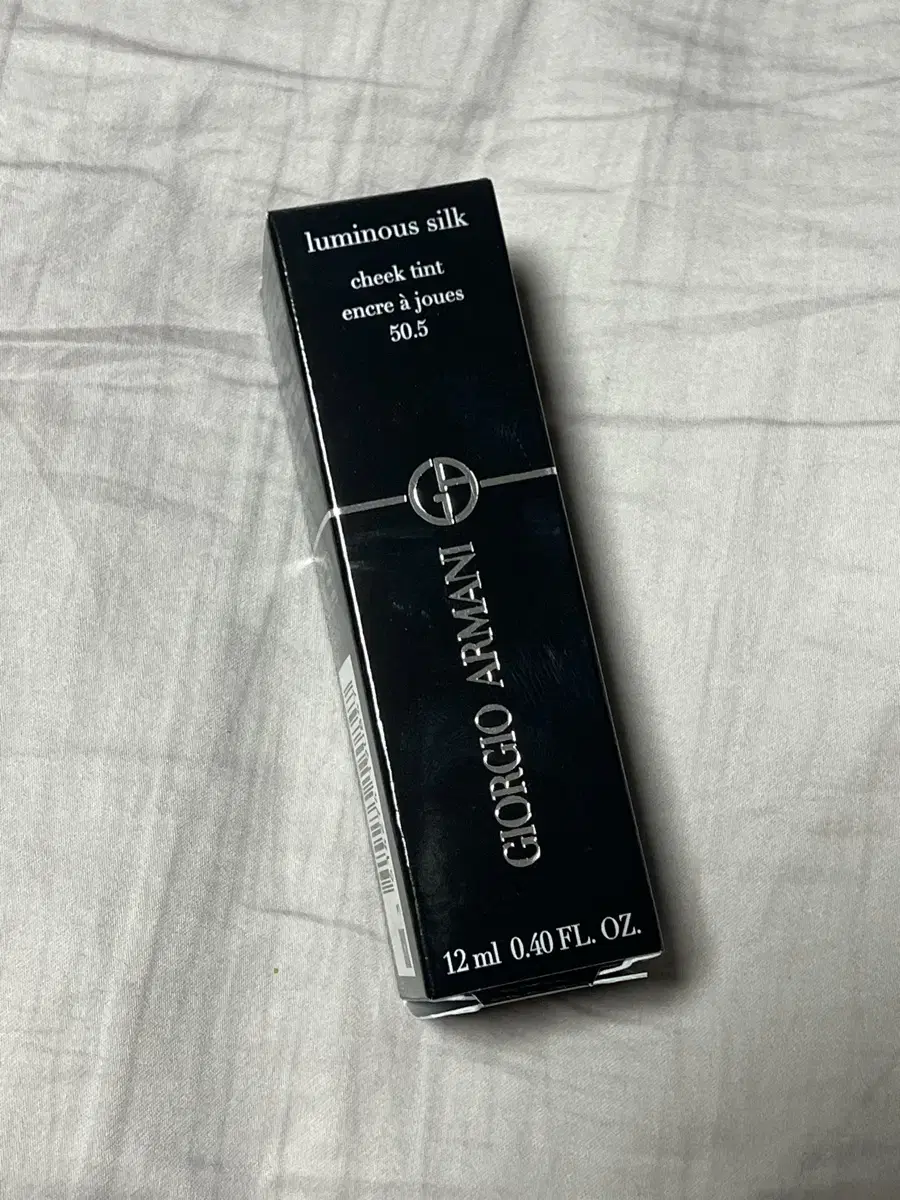 luminous silk
cheek tint
encre à joues
50.5
GIORGIO ARMANI
12 ml 0.40 FL. OZ.